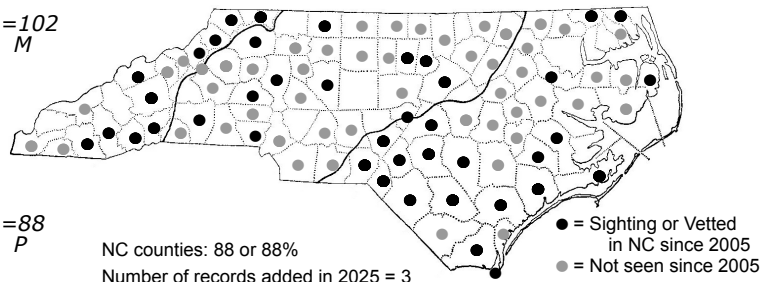 =102
M
=88
P
NC counties: 88 or 88%
Number of records added in 2025 = 3
= Sighting or Vetted
in NC since 2005
= Not seen since 2005